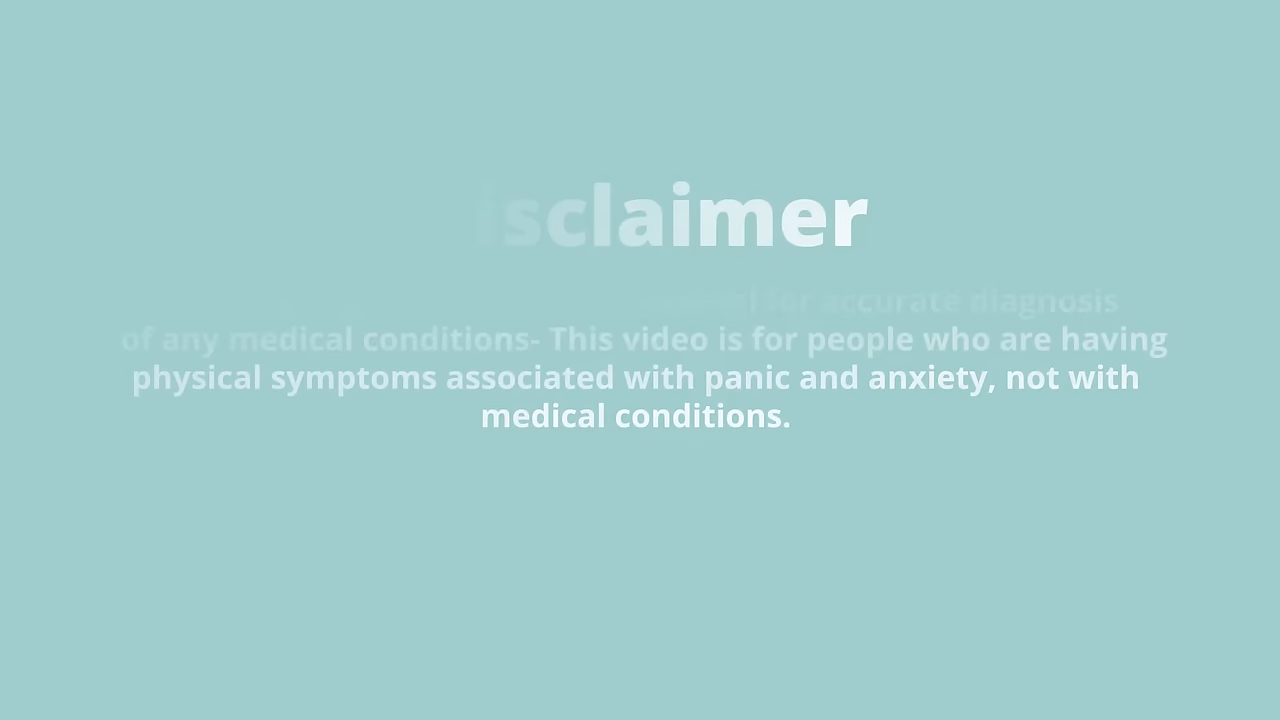 isclaimer
for accurate diagnosis
of any medical conditions- This video is for people who are having
physical symptoms associated with panic and anxiety, not with
medical conditions.